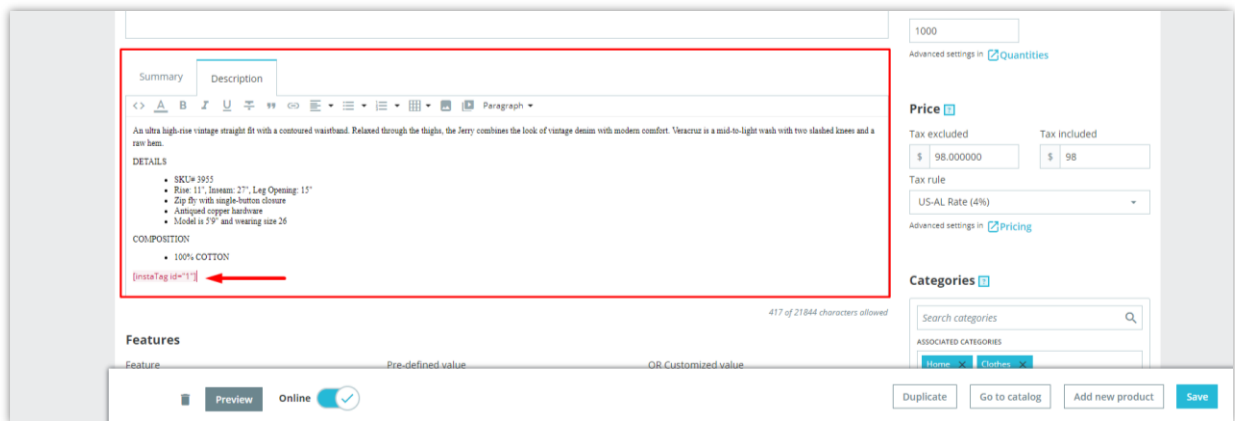 1000
Advanced settings in Quantities
Summary
Description
Paragraph
An ultra high-rise vintage straight fit with a contoured waistband. Relaxed through the thighs, the Jerry combines the look of vintage denim with modern comfort. Veracruz is a mid-to-light wash with two slashed knees and a
raw hem.
DETAILS
SKU# 3955
Rise: 11", Inseam: 27", Leg Opening: 15"
Zip fly with single-button closure
Antiqued copper hardware
Model is 5'9" and wearing size 26
COMPOSITION
100% COTTON
[instaTag id="1"]
417 of 21844 characters allowed
Price ?
Tax excluded
Tax included
$ 98.000000
$ 98
Tax rule
US-AL Rate (4%)
Advanced settings in Pricing
Categories ?
Search categories
ASSOCIATED CATEGORIES
Home ×
Clothes ×
Features
Feature
Pre-defined value
OR Customized value
Preview
Online
Duplicate
Go to catalog
Add new product
Save